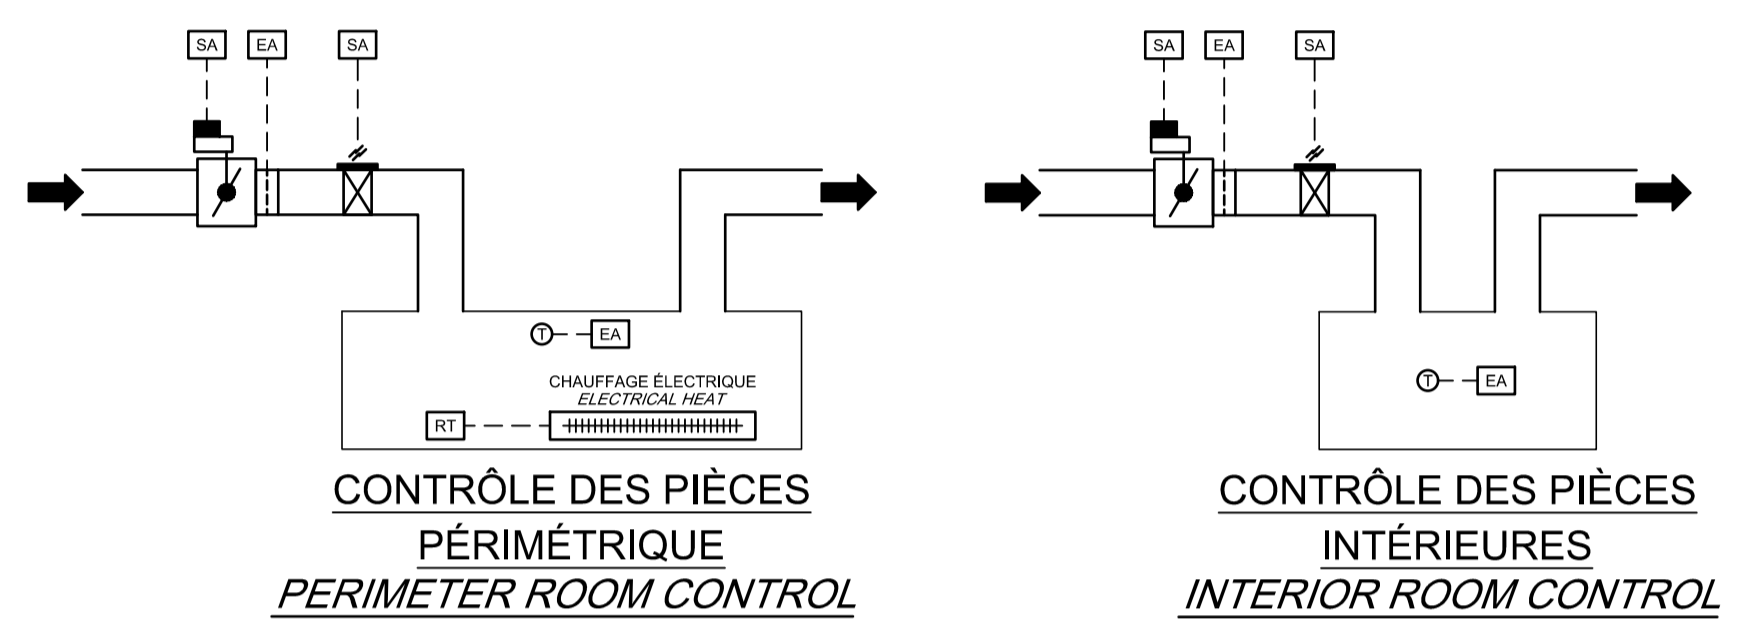 SA EA SA
T EA
CHAUFFAGE ÉLECTRIQUE
ELECTRICAL HEAT
RT
CONTRÔLE DES PIÈCES
PÉRIMÉTRIQUE
PERIMETER ROOM CONTROL
SA EA SA
T EA
CONTRÔLE DES PIÈCES
INTÉRIEURES
INTERIOR ROOM CONTROL